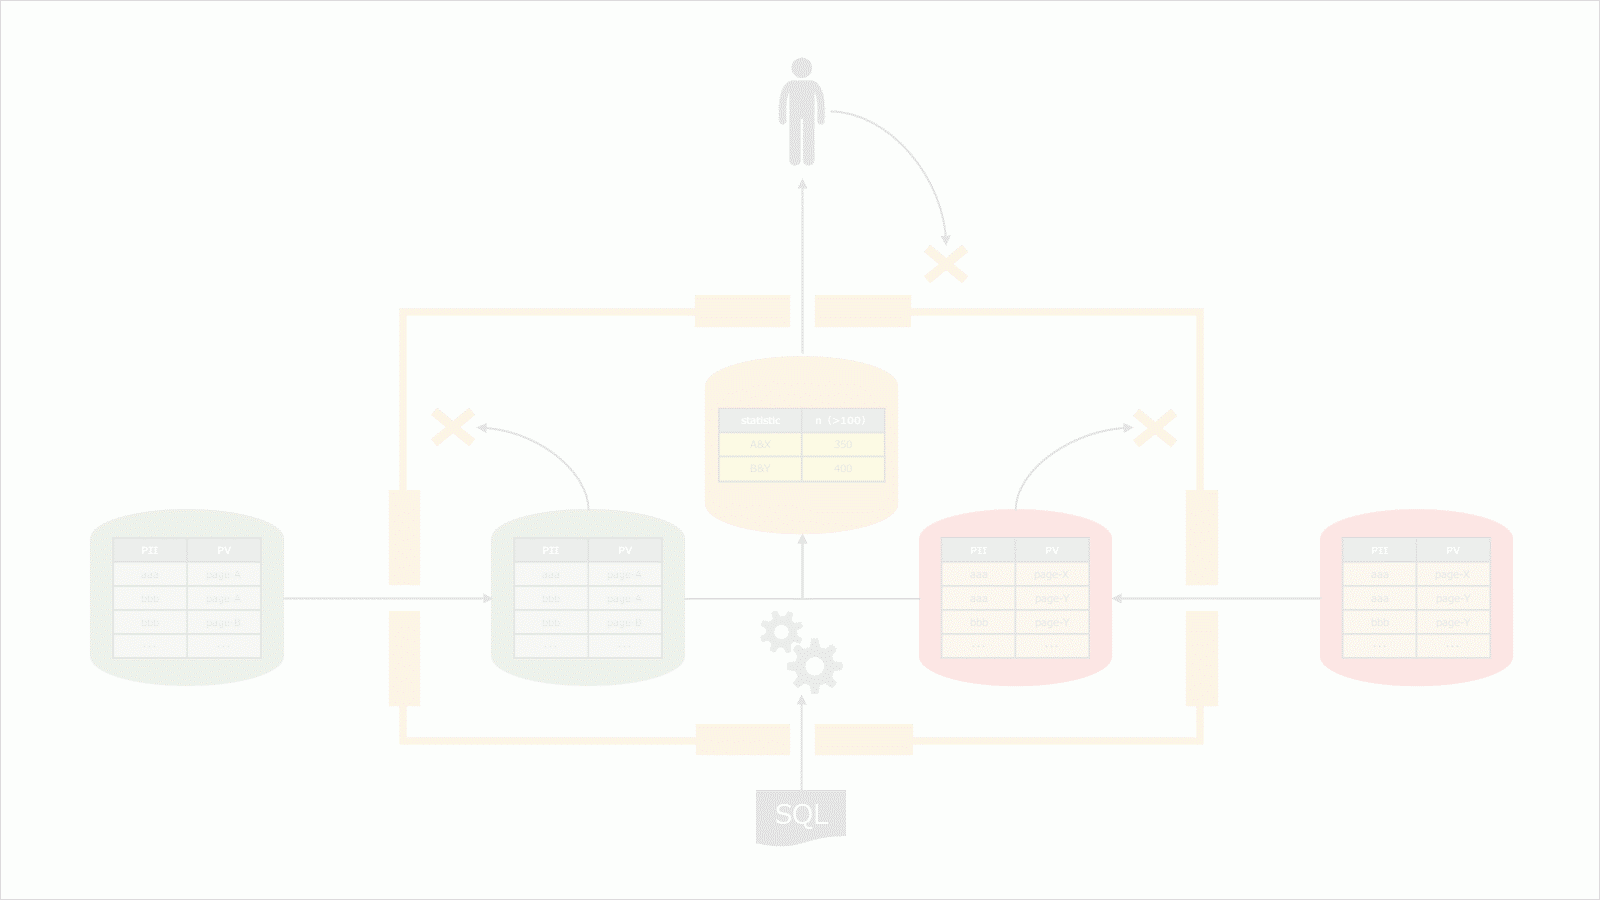 statistic n (>100)
A&X 350
B&Y 400
PII PV
aaa page-A
bbb page-A
bbb page-B
... ...
PII PV
aaa page-A
bbb page-A
bbb page-B
... ...
PII PV
aaa page-X
aaa page-Y
bbb page-Y
... ...
PII PV
aaa page-X
aaa page-Y
bbb page-Y
... ...
SQL